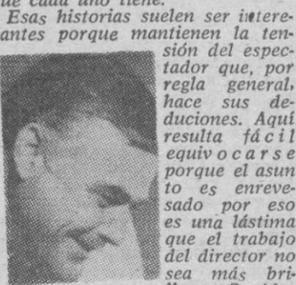 que cada uno tiene.
Esas historias suelen ser intere-
antes porque mantienen la ten-
sión del espec-
tador que, por
regla general,
hace sus de-
duciones. Aquí
resulta fácil
equivocarse
porque el asun
to es enreve-
sado por eso
es una lástima
que el trabajo
del director no
sea más bri-